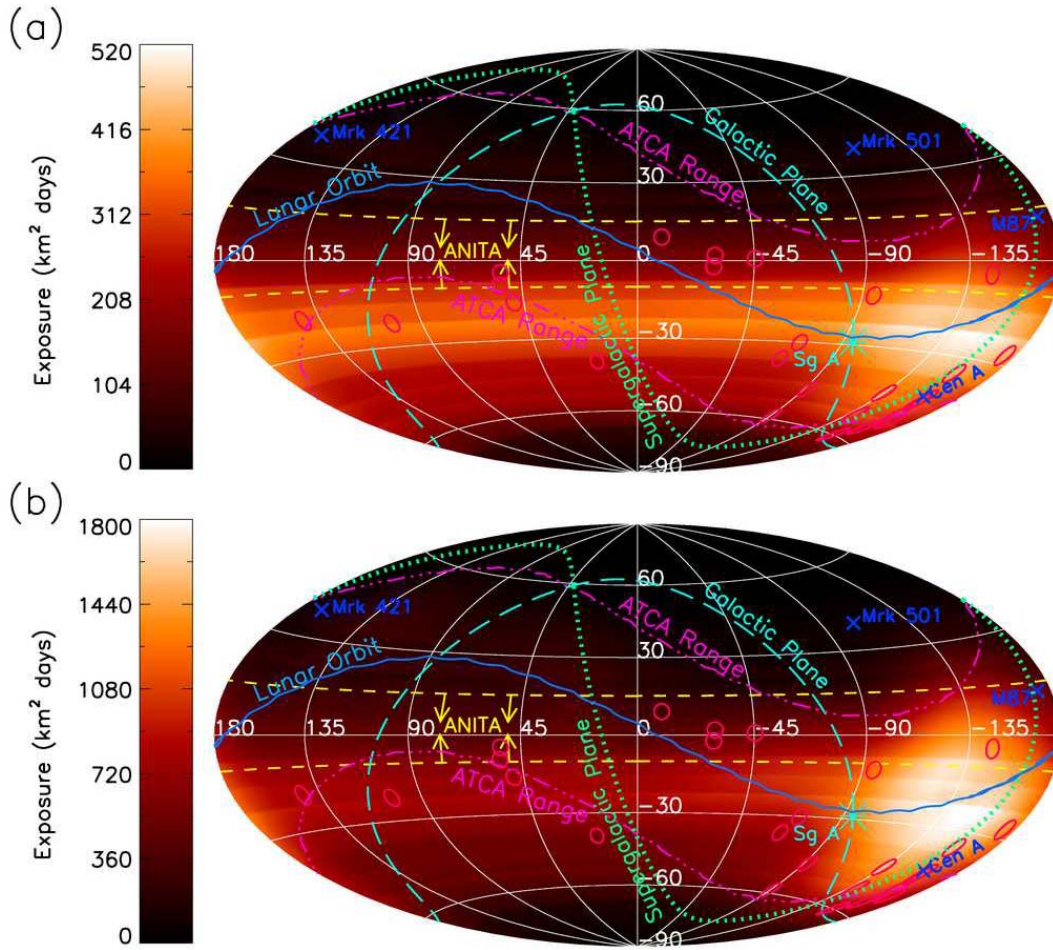 (a)
Exposure (km² days)
520
416
312
208
104
0
60
30
0
-30
-60
-90
180
135
90
45
-45
-90
-135
Mrk 421
Mrk 501
M87
Lunar Orbit
ATCA Range
Galactic Plane
ANITA
ATCA Range
Supergalactic Plane
Sg A
Cen A
(b)
Exposure (km² days)
1800
1440
1080
720
360
0
60
30
0
-30
-60
-90
180
135
90
45
-45
-90
-135
Mrk 421
Mrk 501
M87
Lunar Orbit
ATCA Range
Galactic Plane
ANITA
ATCA Range
Supergalactic Plane
Sg A
Cen A